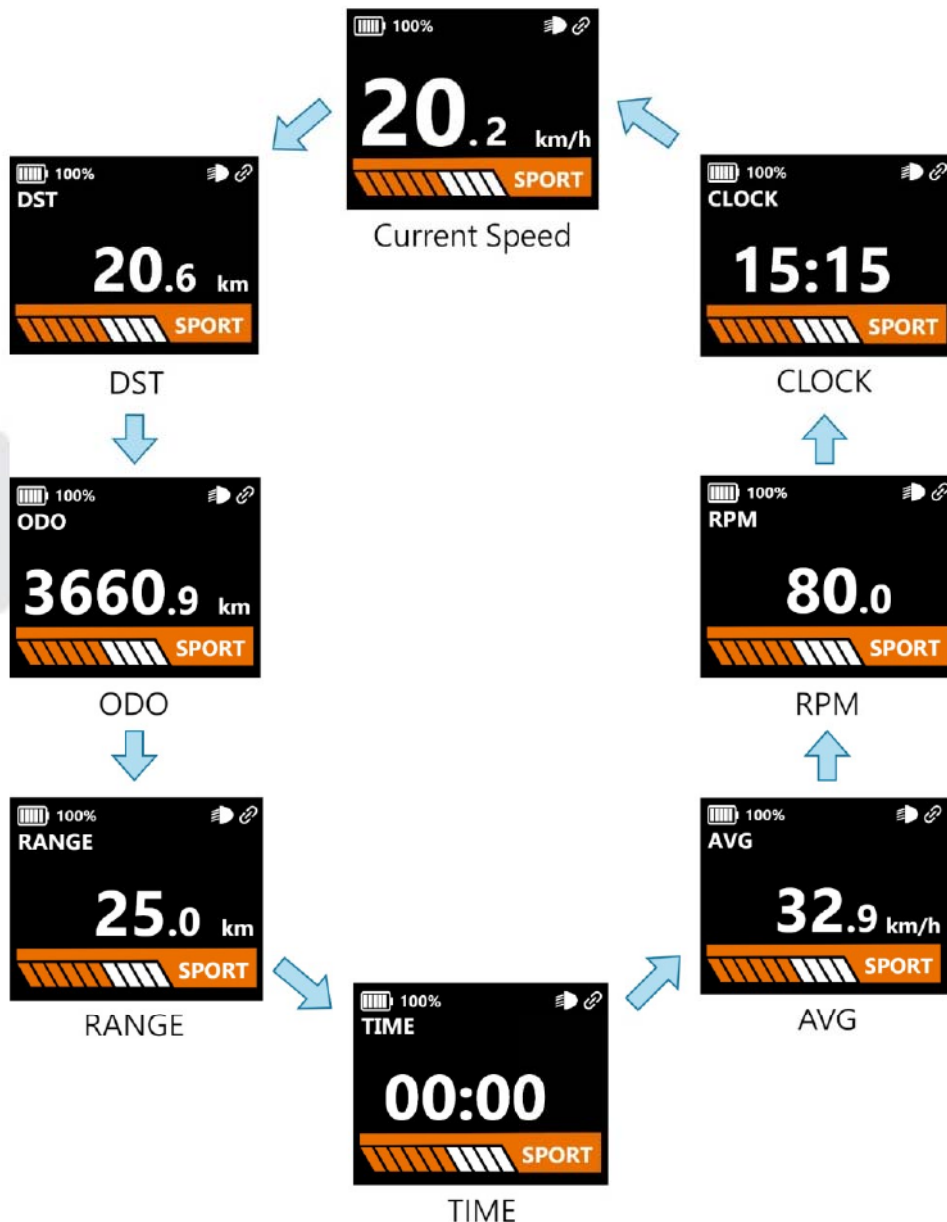 100%
20.2 km/h
SPORT
Current Speed
100%
DST
20.6 km
SPORT
DST
100%
ODO
3660.9 km
SPORT
ODO
100%
RANGE
25.0 km
SPORT
RANGE
100%
TIME
00:00
SPORT
TIME
100%
AVG
32.9 km/h
SPORT
AVG
100%
RPM
80.0
SPORT
RPM
100%
CLOCK
15:15
SPORT
CLOCK